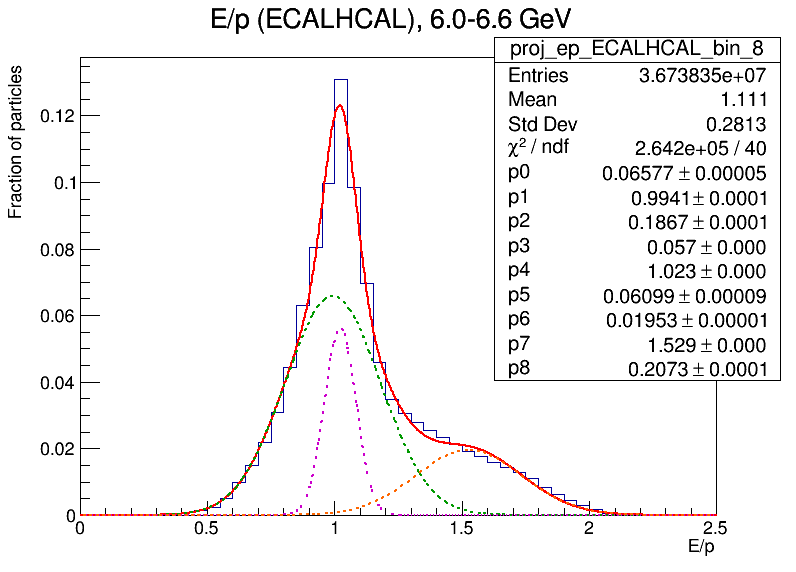 E/p (ECALHCAL), 6.0-6.6 GeV
proj_ep_ECALHCAL_bin_8
Entries 3.673835e+07
Mean 1.111
Std Dev 0.2813
χ² / ndf 2.642e+05 / 40
p0 0.06577 ± 0.00005
p1 0.9941 ± 0.0001
p2 0.1867 ± 0.0001
p3 0.057 ± 0.000
p4 1.023 ± 0.000
p5 0.06099 ± 0.00009
p6 0.01953 ± 0.00001
p7 1.529 ± 0.000
p8 0.2073 ± 0.0001
Fraction of particles
0.12
0.1
0.08
0.06
0.04
0.02
0
0 0.5 1 1.5 2 2.5
E/p